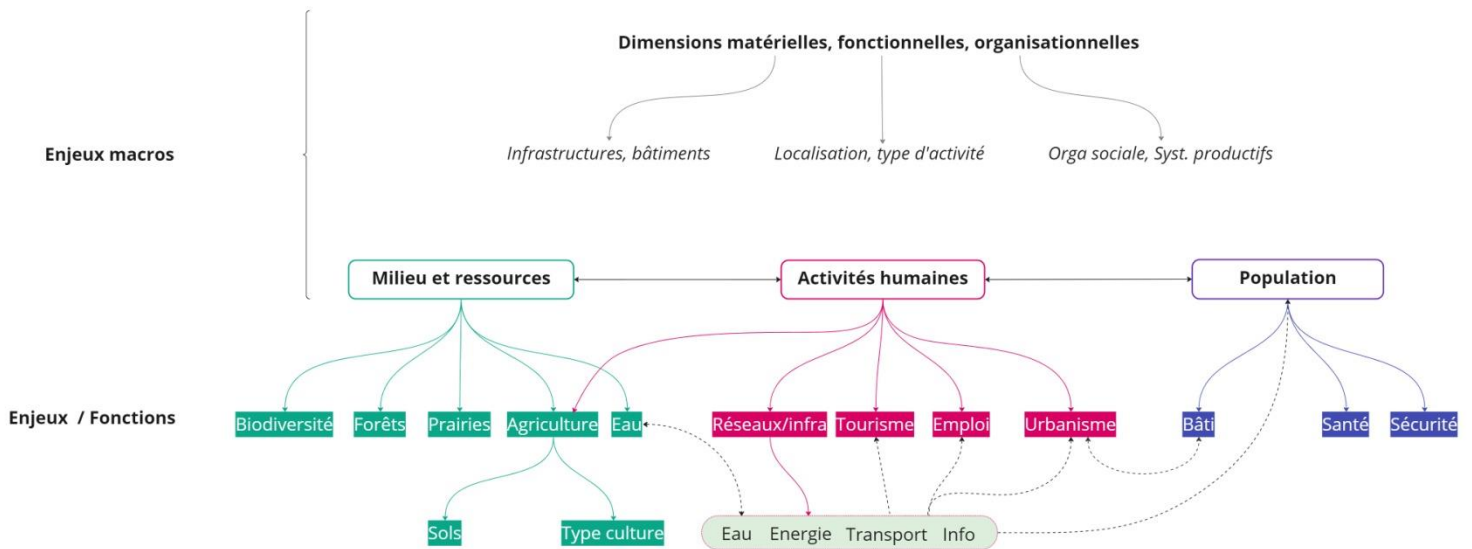 Dimensions matérielles, fonctionnelles, organisationnelles
Enjeux macros
Infrastructures, bâtiments
Localisation, type d'activité
Orga sociale, Syst. productifs
Milieu et ressources
Activités humaines
Population
Enjeux / Fonctions
Biodiversité
Forêts
Prairies
Agriculture
Eau
Réseaux/infra
Tourisme
Emploi
Urbanisme
Bâti
Santé
Sécurité
Sols
Type culture
Eau
Energie
Transport
Info